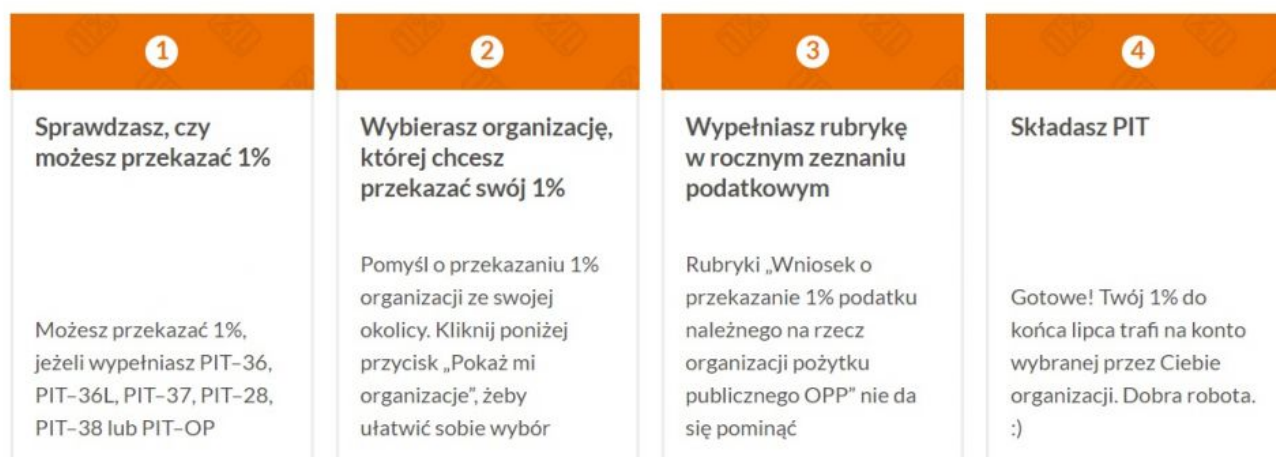 1
Sprawdzasz, czy
możesz przekazać 1%
Możesz przekazać 1%,
jeżeli wypełniasz PIT–36,
PIT–36L, PIT–37, PIT–28,
PIT–38 lub PIT–OP
2
Wybierasz organizację,
której chcesz
przekazać swój 1%
Pomyśl o przekazaniu 1%
organizacji ze swojej
okolicy. Kliknij poniżej
przycisk „Pokaż mi
organizacje”, żeby
ułatwić sobie wybór
3
Wypełniasz rubrykę
w rocznym zeznaniu
podatkowym
Rubryki „Wniosek o
przekazanie 1% podatku
należnego na rzecz
organizacji pożytku
publicznego OPP” nie da
się pominąć
4
Składasz PIT
Gotowe! Twój 1% do
końca lipca trafi na konto
wybranej przez Ciebie
organizacji. Dobra robota.
:)